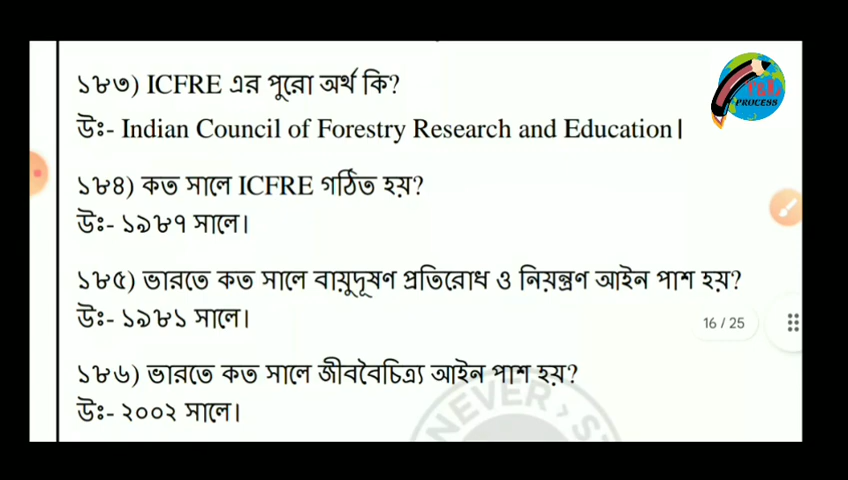 ১৮৩) ICFRE এর পুরো অর্থ কি?
উঃ- Indian Council of Forestry Research and Education।
১৮৪) কত সালে ICFRE গঠিত হয়?
উঃ- ১৯৮৭ সালে।
১৮৫) ভারতে কত সালে বায়ুদূষণ প্রতিরোধ ও নিয়ন্ত্রণ আইন পাশ হয়?
উঃ- ১৯৮১ সালে।
১৮৬) ভারতে কত সালে জীববৈচিত্র্য আইন পাশ হয়?
উঃ- ২০০২ সালে।
16 / 25
PROCESS
NEVER